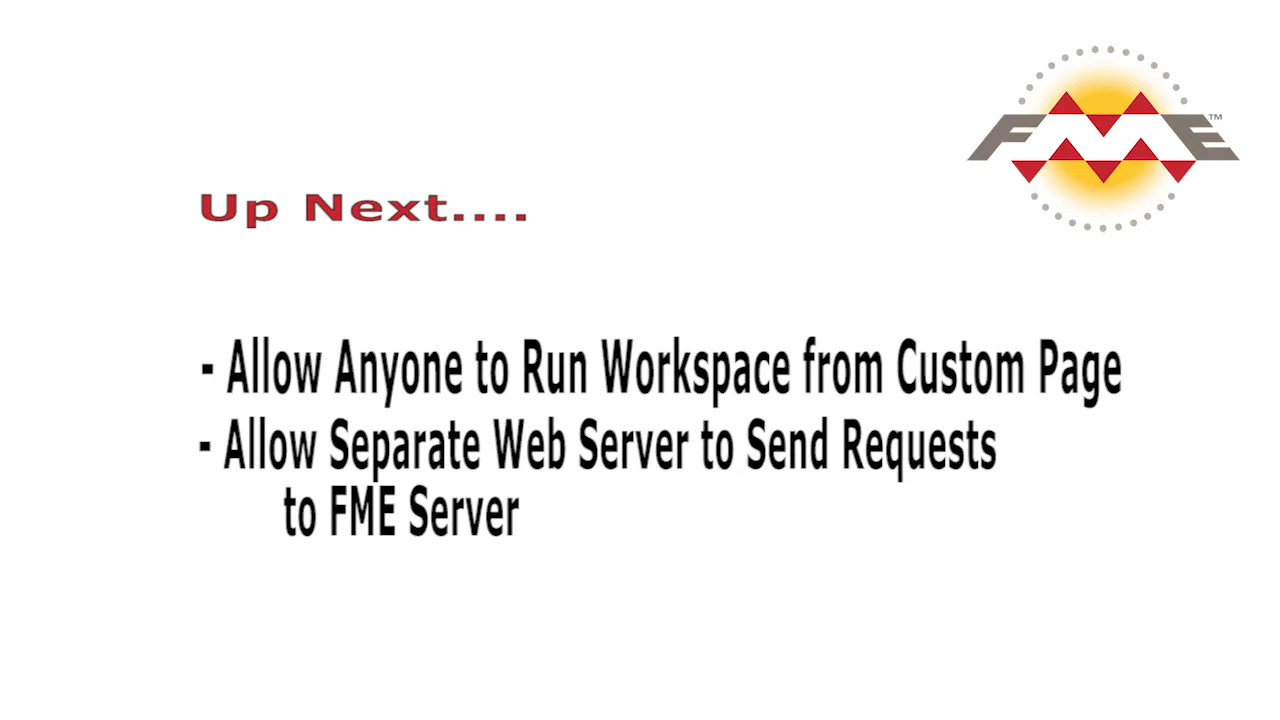 FME™
Up Next....
- Allow Anyone to Run Workspace from Custom Page
- Allow Separate Web Server to Send Requests
to FME Server